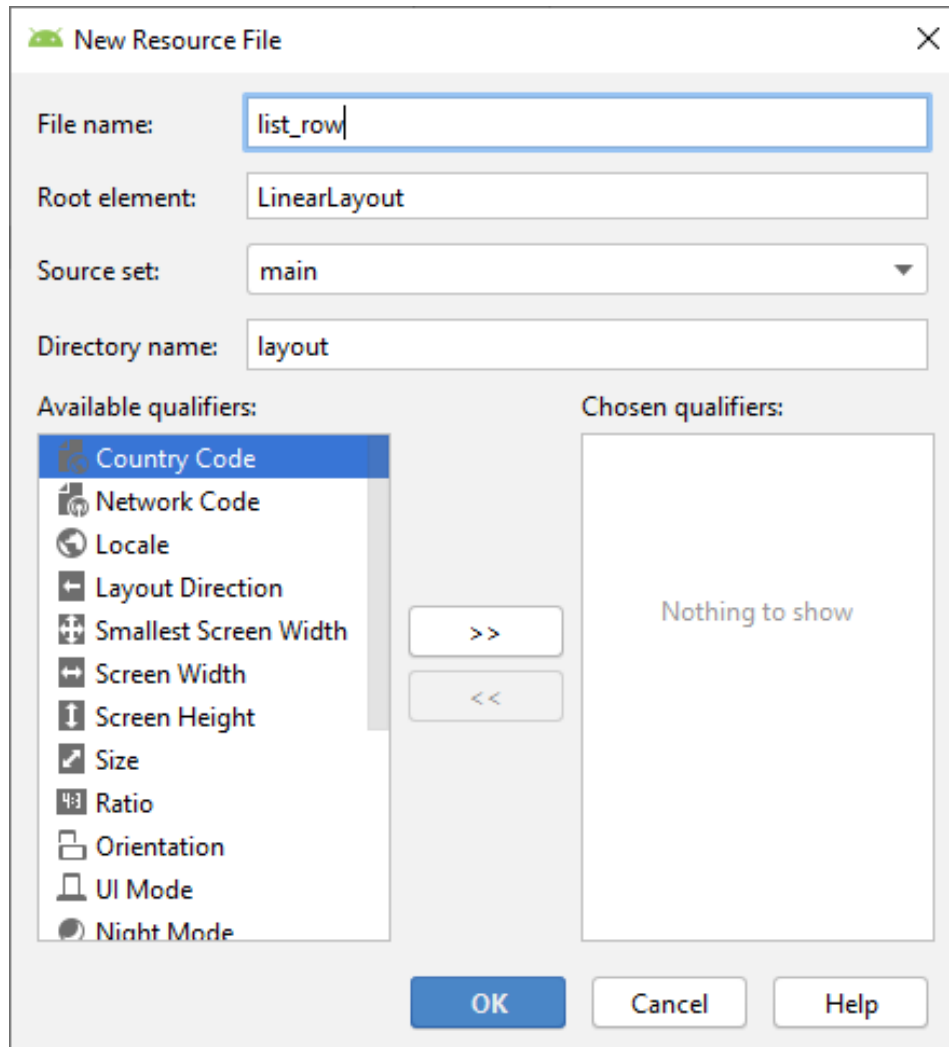 New Resource File
File name: list_row
Root element: LinearLayout
Source set: main
Directory name: layout
Available qualifiers:
Chosen qualifiers:
Country Code
Network Code
Locale
Layout Direction
Smallest Screen Width
Screen Width
Screen Height
Size
4:3 Ratio
Orientation
UI Mode
Night Mode
>>
<<
Nothing to show
OK
Cancel
Help